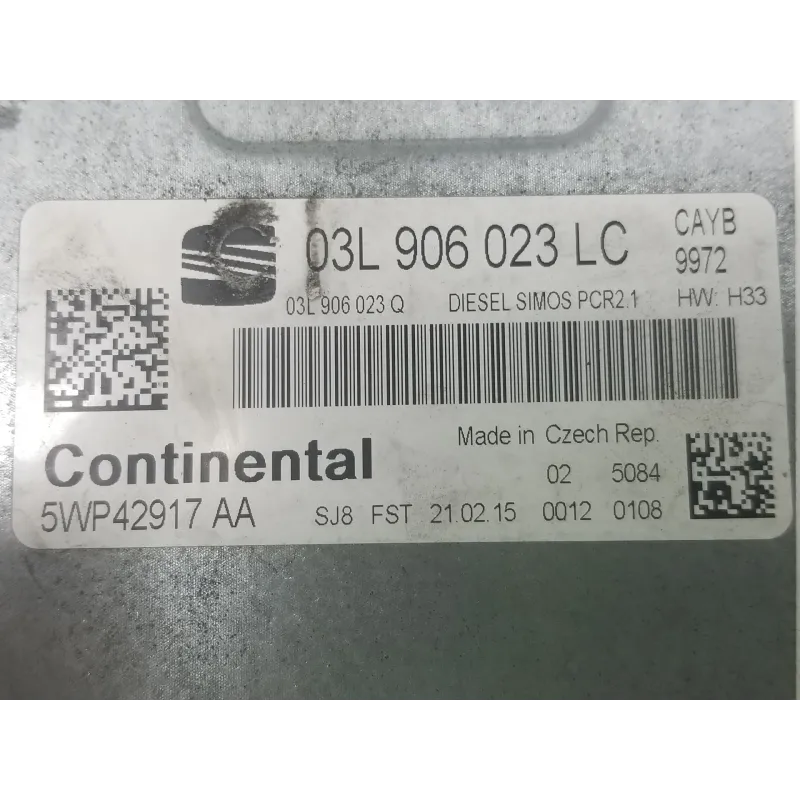 03L 906 023 LC
CAYB
9972
03L 906 023 Q DIESEL SIMOS PCR2.1 HW: H33
Continental
Made in Czech Rep.
02 5084
5WP42917 AA
SJ8 FST 21.02.15 0012 0108